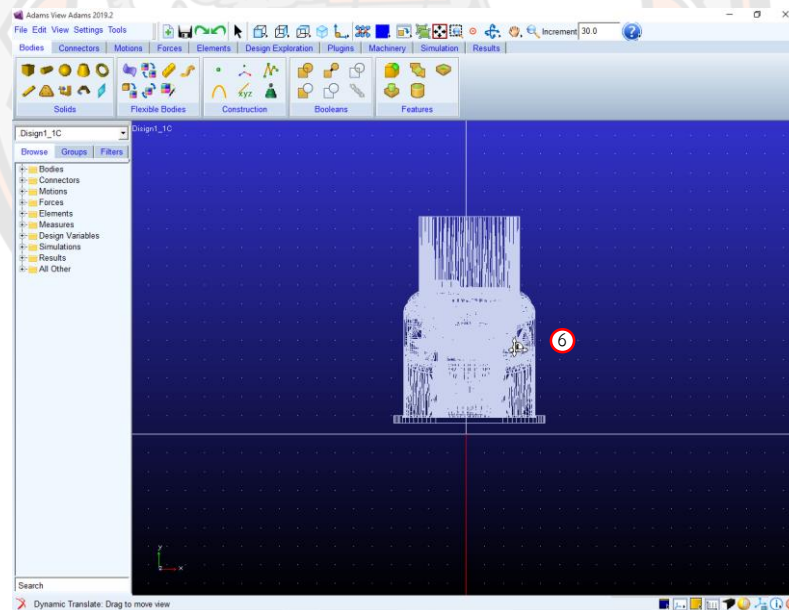 Adams View Adams 2019.2
File Edit View Settings Tools
Increment 30.0
Bodies Connectors Motions Forces Elements Design Exploration Plugins Machinery Simulation Results
xyz
Solids Flexible Bodies Construction Booleans Features
Disign1_1C
Browse Groups Filters
Bodies
Connectors
Motions
Forces
Elements
Measures
Design Variables
Simulations
Results
All Other
Disign1_1C
6
y
z x
Search
Dynamic Translate: Drag to move view